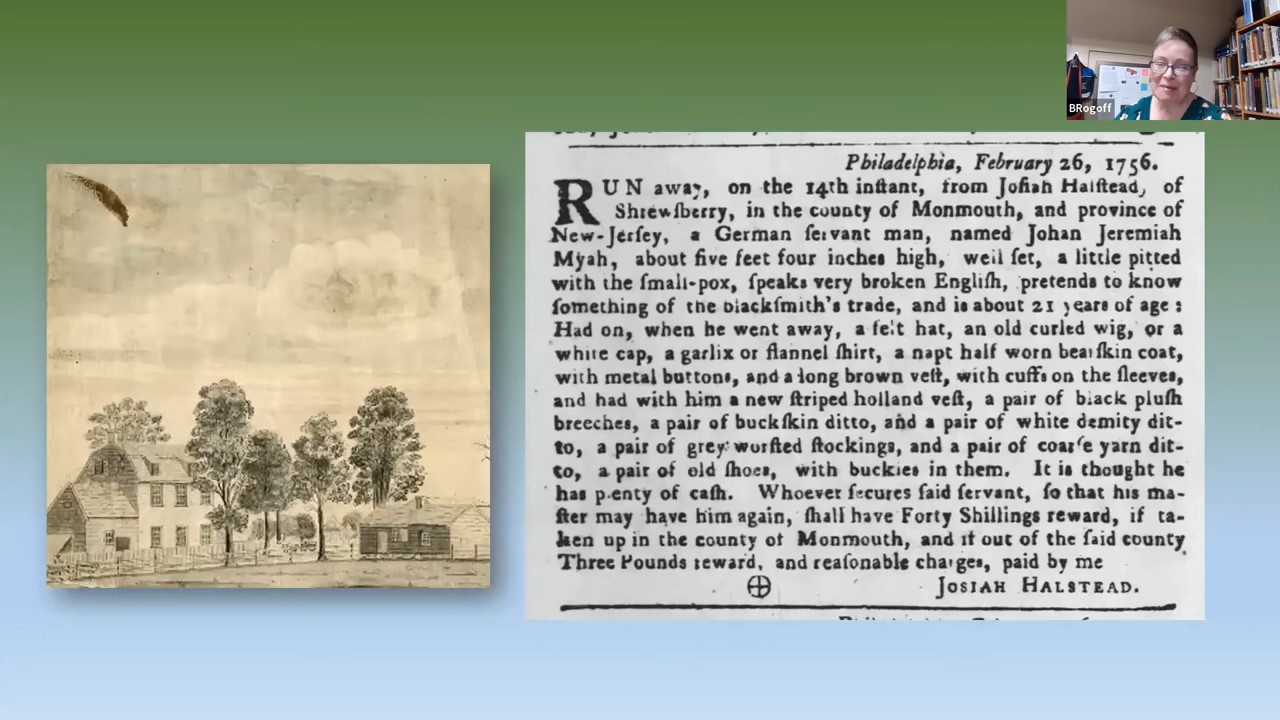 BRogoff
Philadelphia, February 26, 1756.
RUN away, on the 14th inſtant, from Joſiah Halſtead, of
Shrewſberry, in the county of Monmouth, and province of
New-Jerſey, a German ſervant man, named Johan Jeremiah
Myah, about five feet four inches high, well ſet, a little pitted
with the ſmall-pox, ſpeaks very broken Engliſh, pretends to know
ſomething of the blackſmith's trade, and is about 21 years of age:
Had on, when he went away, a felt hat, an old curled wig, or a
white cap, a garlix or flannel ſhirt, a napt half worn bearſkin coat,
with metal buttons, and a long brown veſt, with cuffs on the ſleeves,
and had with him a new ſtriped holland veſt, a pair of black pluſh
breeches, a pair of buckſkin ditto, and a pair of white demity dit-
to, a pair of grey worſted ſtockings, and a pair of coarſe yarn dit-
to, a pair of old ſhoes, with buckles in them. It is thought he
has plenty of caſh. Whoever ſecures ſaid ſervant, ſo that his ma-
ſter may have him again, ſhall have Forty Shillings reward, if ta-
ken up in the county of Monmouth, and if out of the ſaid county
Three Pounds reward, and reaſonable charges, paid by me
JOSIAH HALSTEAD.